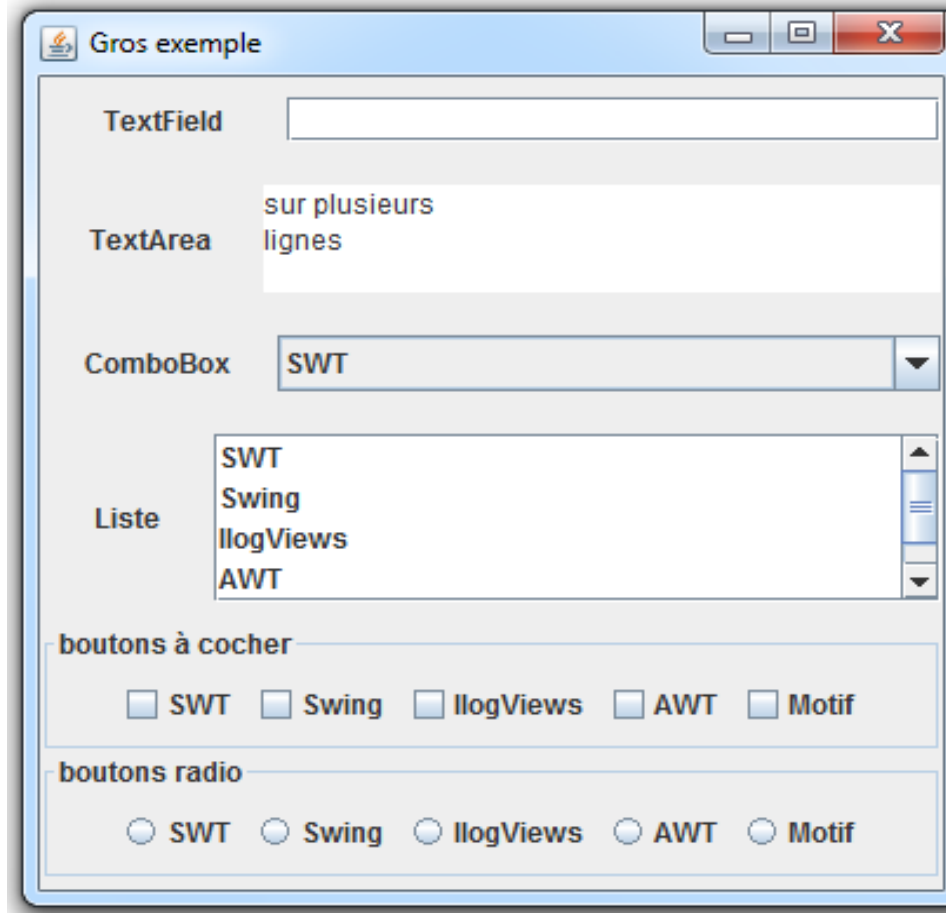 Gros exemple
TextField
sur plusieurs
TextArea
lignes
ComboBox
SWT
Liste
SWT
Swing
IlogViews
AWT
boutons à cocher
SWT Swing IlogViews AWT Motif
boutons radio
SWT Swing IlogViews AWT Motif